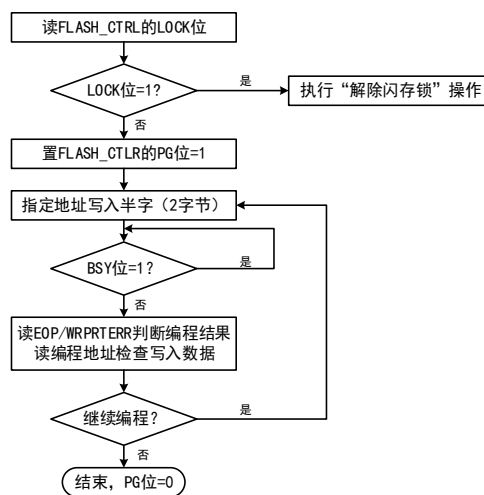 读FLASH_CTRL的LOCK位
LOCK位=1?
是
执行“解除闪存锁”操作
否
置FLASH_CTLR的PG位=1
指定地址写入半字（2字节）
BSY位=1?
是
否
读EOP/WRPRTERR判断编程结果
读编程地址检查写入数据
继续编程?
是
否
结束, PG位=0